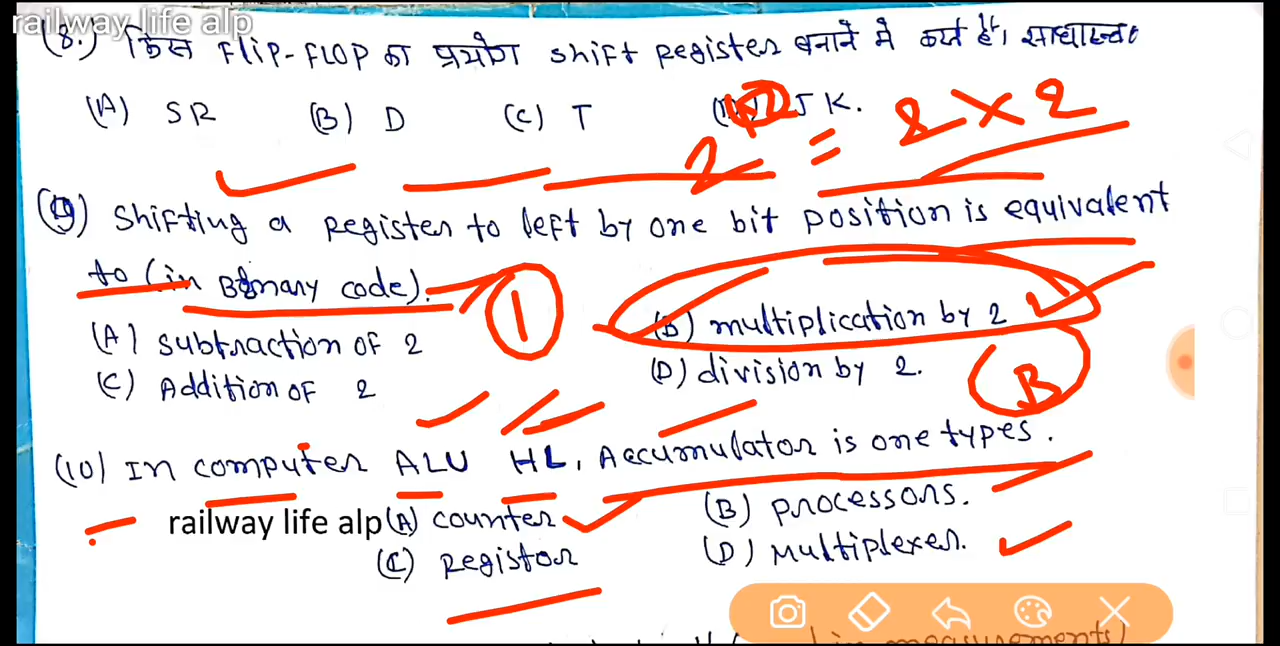 railway life alp
(8.) किस Flip-FLOP का प्रयोग shift register बनाने में करते हैं। साधारणतः
(A) SR (B) D (C) T JK.
2 = 2 × 2
(9) Shifting a register to left by one bit position is equivalent
to (in Binary code). 1
(A) subtraction of 2 (B) multiplication by 2
(C) Addition of 2 (D) division by 2. B
(10) In computer ALU HL, Accumulator is one types.
railway life alp (A) counter (B) processors.
(C) registor (D) Multiplexer.
measurements)